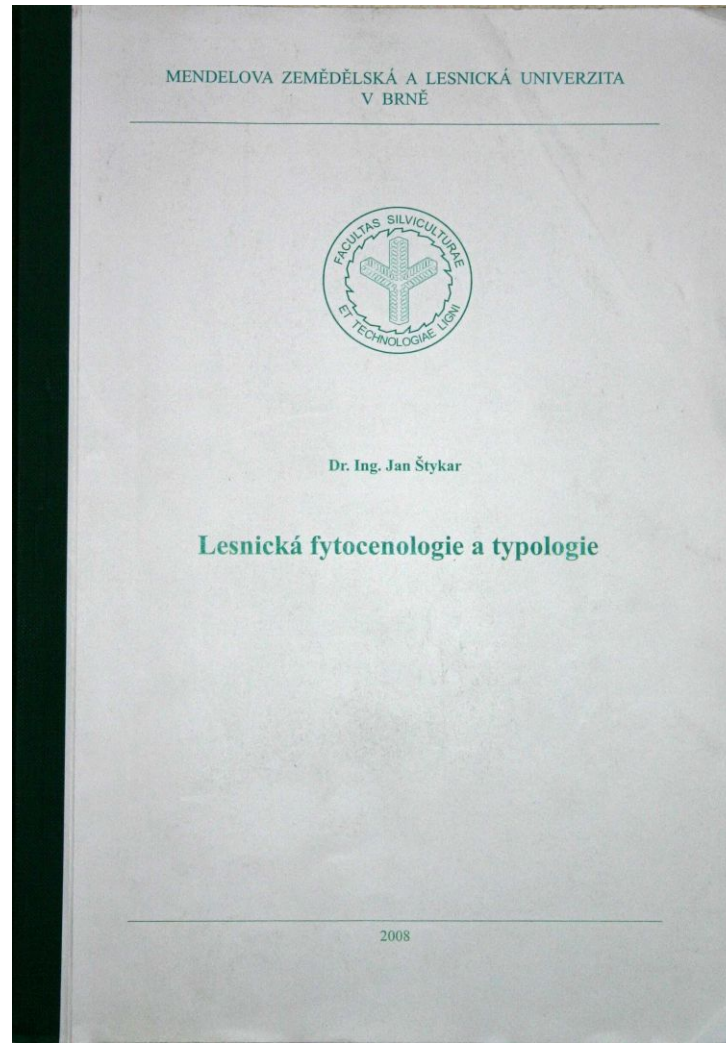 MENDELOVA ZEMĚDĚLSKÁ A LESNICKÁ UNIVERZITA
V BRNĚ
FACULTAS SILVICULTURAE
ET TECHNOLOGIAE LIGNI
Dr. Ing. Jan Štykar
Lesnická fytocenologie a typologie
2008